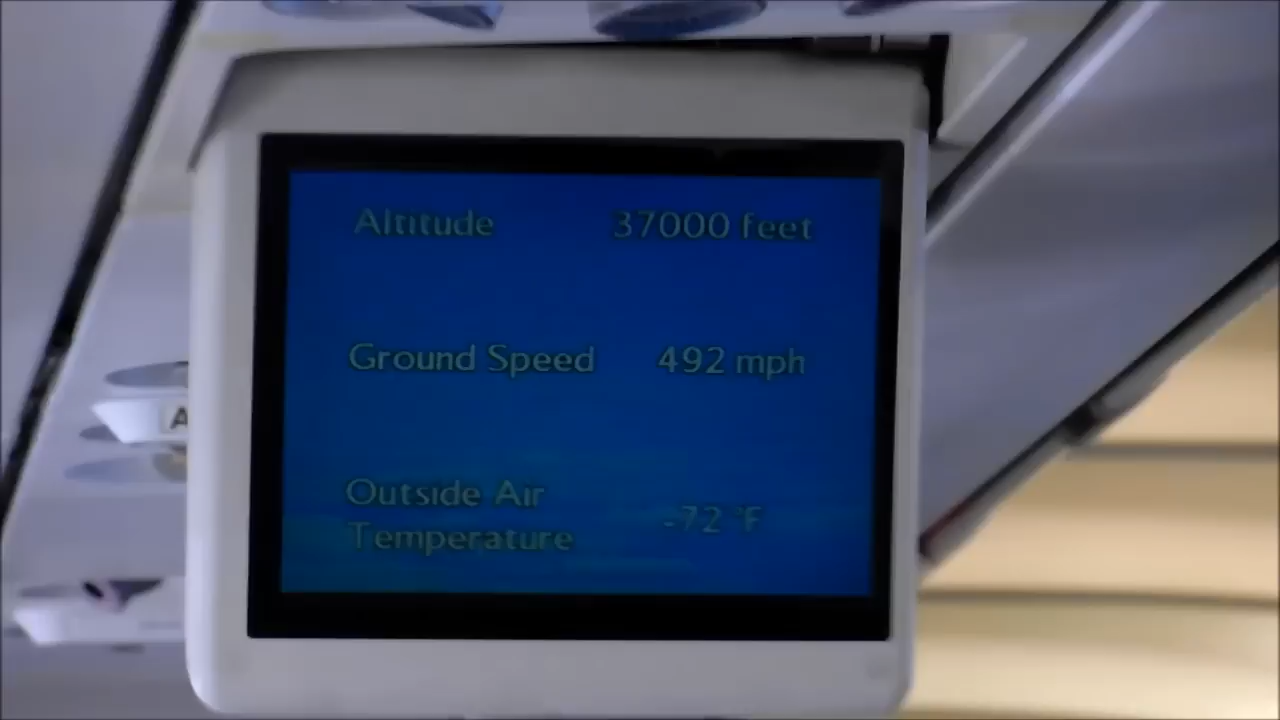 Altitude 37000 feet
Ground Speed 492 mph
Outside Air
Temperature -72 °F
A